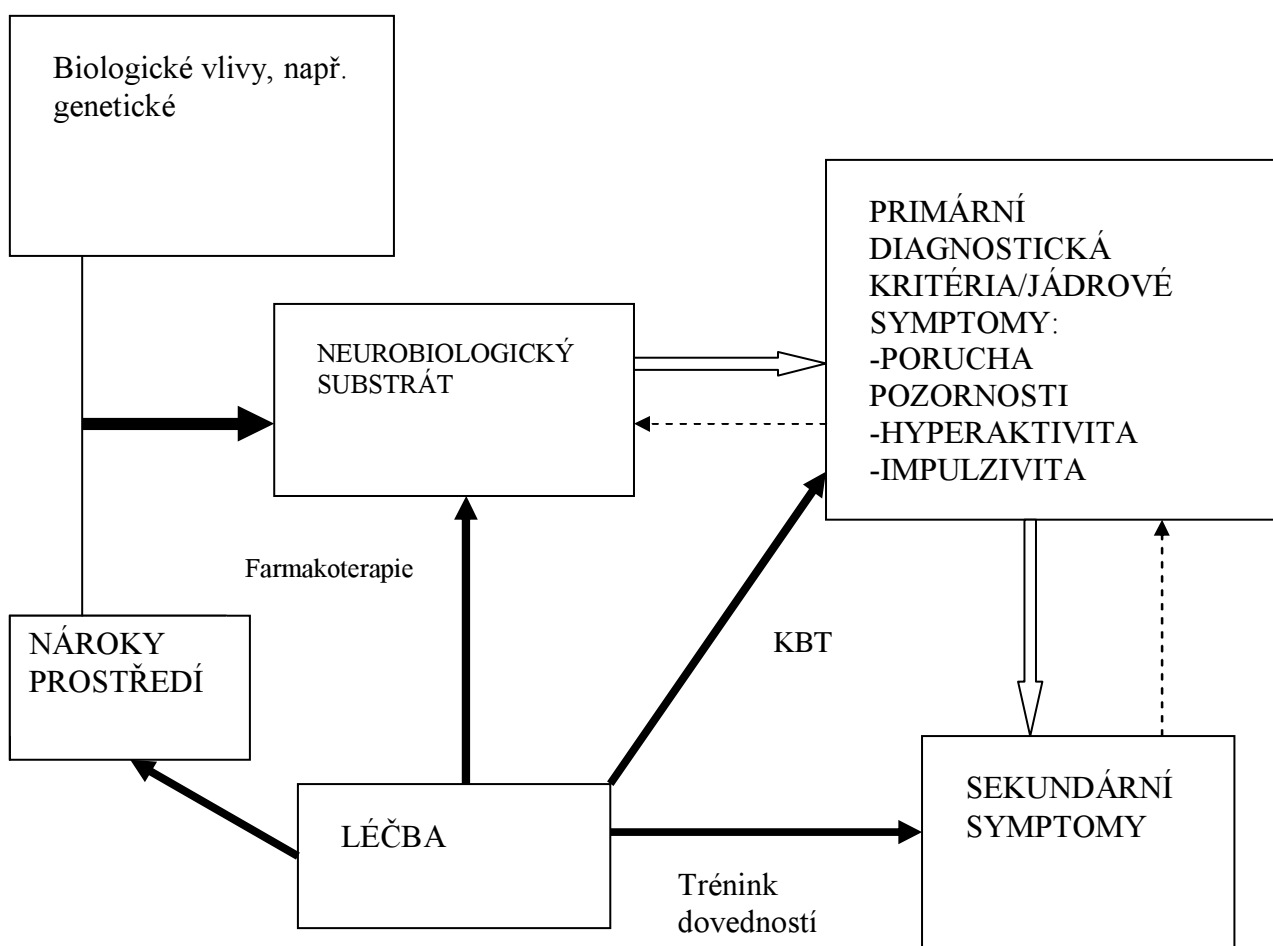 Biologické vlivy, např.
genetické
PRIMÁRNÍ
DIAGNOSTICKÁ
KRITÉRIA/JÁDROVÉ
SYMPTOMY:
-PORUCHA
POZORNOSTI
-HYPERAKTIVITA
-IMPULZIVITA
NEUROBIOLOGICKÝ
SUBSTRÁT
Farmakoterapie
NÁROKY
PROSTŘEDÍ
KBT
LÉČBA
SEKUNDÁRNÍ
SYMPTOMY
Trénink
dovedností